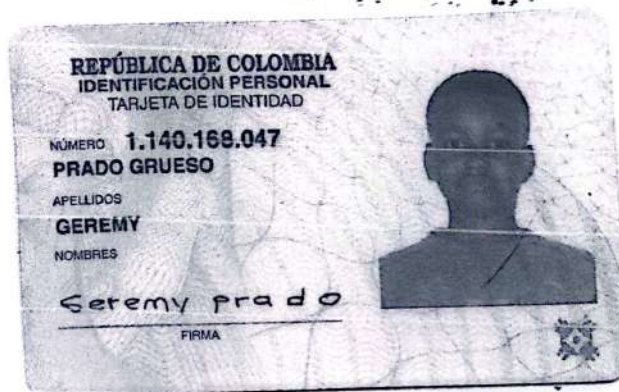 REPÚBLICA DE COLOMBIA
IDENTIFICACIÓN PERSONAL
TARJETA DE IDENTIDAD
NÚMERO 1.140.168.047
PRADO GRUESO
APELLIDOS
GEREMY
NOMBRES
Geremy prado
FIRMA